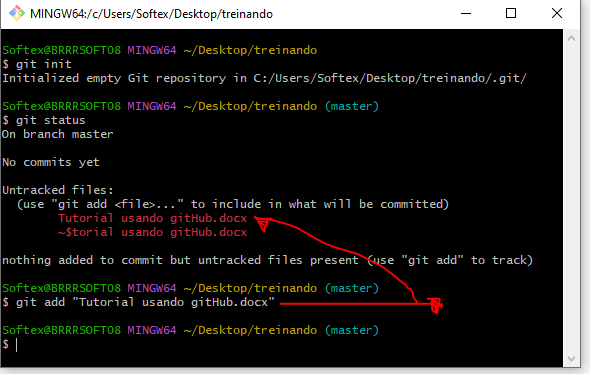 MINGW64:/c/Users/Softex/Desktop/treinando
Softex@BRRRSOFT08 MINGW64 ~/Desktop/treinando
$ git init
Initialized empty Git repository in C:/Users/Softex/Desktop/treinando/.git/
Softex@BRRRSOFT08 MINGW64 ~/Desktop/treinando (master)
$ git status
On branch master
No commits yet
Untracked files:
(use "git add <file>..." to include in what will be committed)
Tutorial usando gitHub.docx
~$torial usando gitHub.docx
nothing added to commit but untracked files present (use "git add" to track)
Softex@BRRRSOFT08 MINGW64 ~/Desktop/treinando (master)
$ git add "Tutorial usando gitHub.docx"
Softex@BRRRSOFT08 MINGW64 ~/Desktop/treinando (master)
$